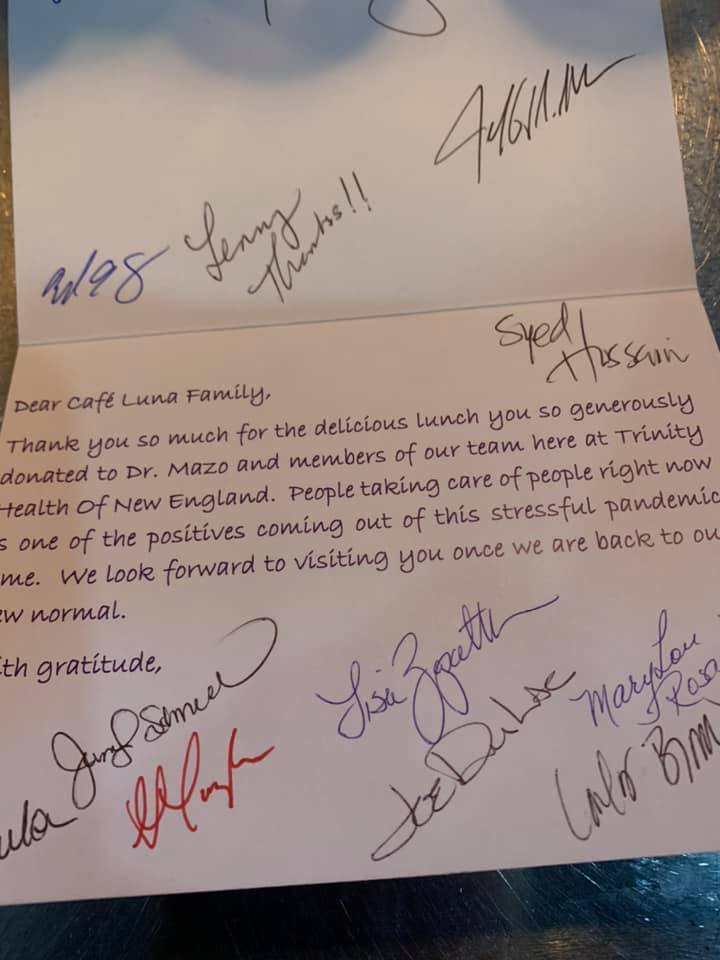 Lenny
Thanks!!
Syed
Hussain
Dear Café Luna Family,
Thank you so much for the delicious lunch you so generously
donated to Dr. Mazo and members of our team here at Trinity
Health Of New England. People taking care of people right now
s one of the positives coming out of this stressful pandemic
me. We look forward to visiting you once we are back to ou
ew normal.
ith gratitude,
Lisa
Mary Lou
Rosa
Joe